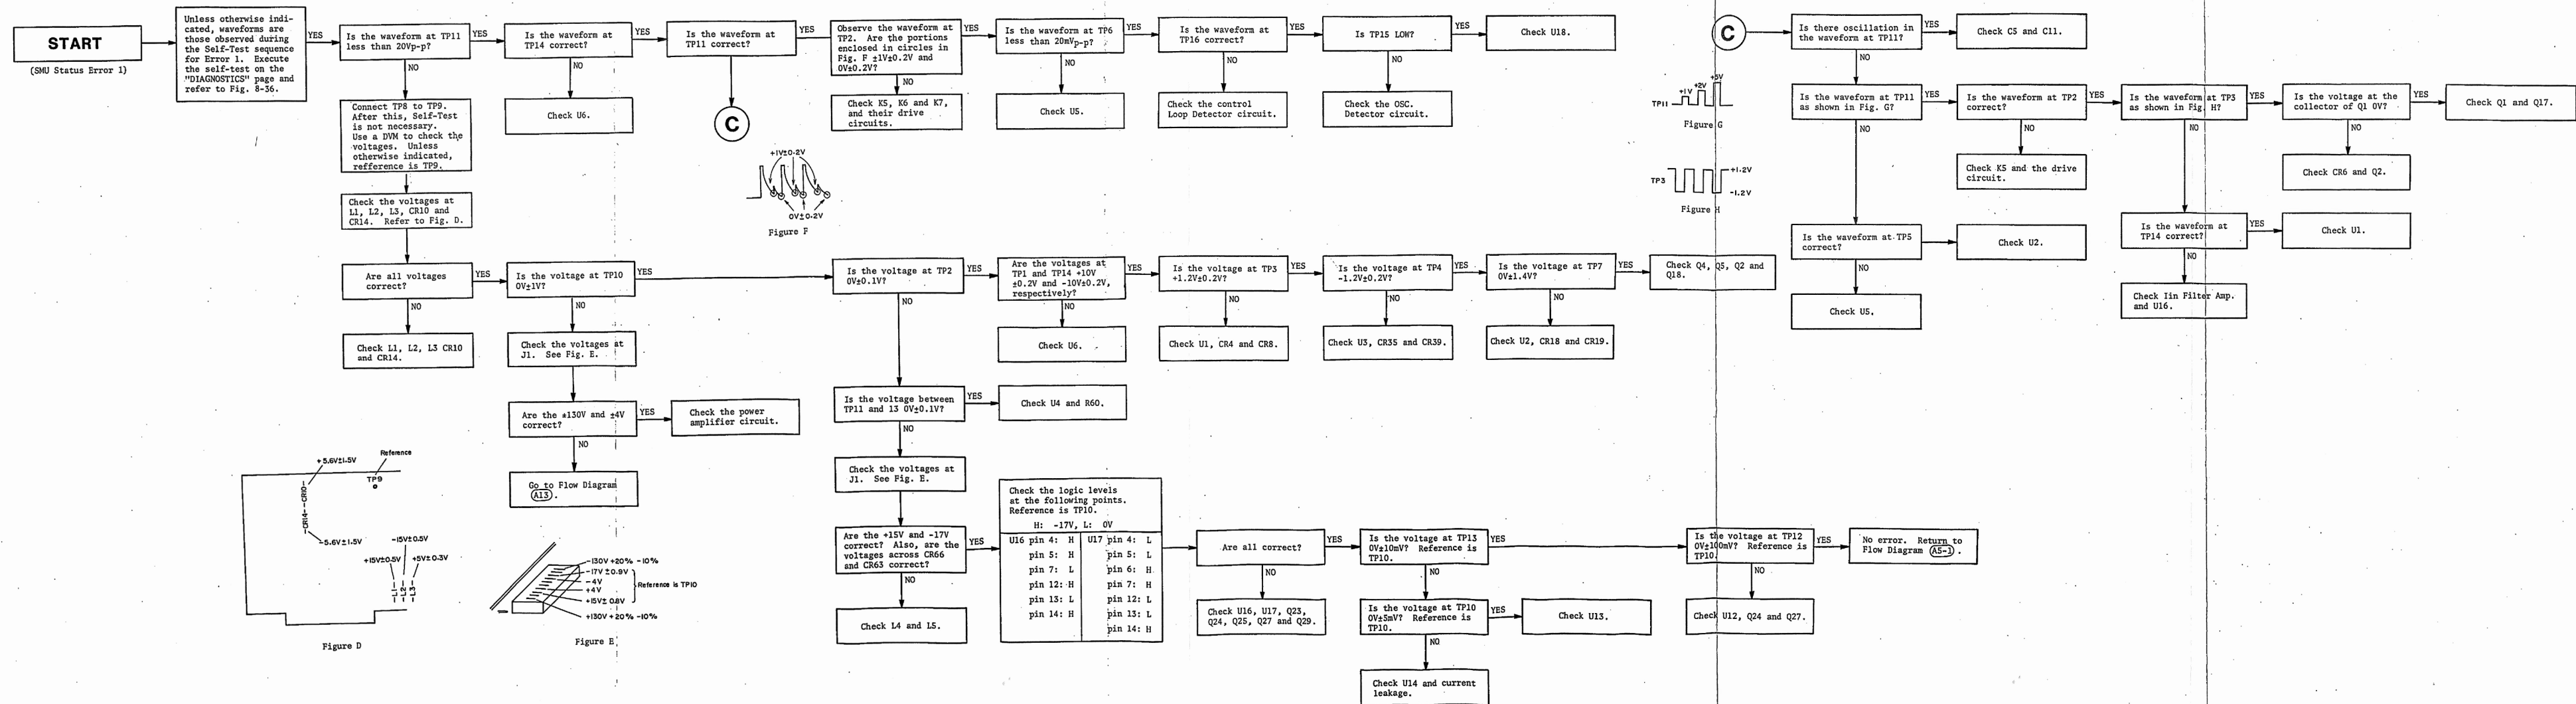 START
(SMU Status Error 1)
Unless otherwise indi-
cated, waveforms are
those observed during
the Self-Test sequence
for Error 1. Execute
the self-test on the
"DIAGNOSTICS" page and
refer to Fig. 8-36.
YES
Is the waveform at TP11
less than 20Vp-p?
YES
NO
Is the waveform at
TP14 correct?
YES
NO
Is the waveform at
TP11 correct?
YES
NO
Observe the waveform at
TP2. Are the portions
enclosed in circles in
Fig. F ±1V±0.2V and
0V±0.2V?
YES
NO
Is the waveform at TP6
less than 20mVp-p?
YES
NO
Is the waveform at
TP16 correct?
YES
NO
Is TP15 LOW?
YES
NO
Check U18.
Connect TP8 to TP9.
After this, Self-Test
is not necessary.
Use a DVM to check the
voltages. Unless
otherwise indicated,
refference is TP9.
Check U6.
C
Check K5, K6 and K7,
and their drive
circuits.
Check U5.
Check the control
Loop Detector circuit.
Check the OSC.
Detector circuit.
+1V±0.2V
0V±0.2V
Figure F
Check the voltages at
L1, L2, L3, CR10 and
CR14. Refer to Fig. D.
Are all voltages
correct?
YES
NO
Is the voltage at TP10
0V±1V?
YES
NO
Is the voltage at TP2
0V±0.1V?
YES
NO
Are the voltages at
TP1 and TP14 +10V
±0.2V and -10V±0.2V,
respectively?
YES
NO
Is the voltage at TP3
+1.2V±0.2V?
YES
NO
Is the voltage at TP4
-1.2V±0.2V?
YES
NO
Is the voltage at TP7
0V±1.4V?
YES
NO
Check Q4, Q5, Q2 and
Q18.
Check L1, L2, L3 CR10
and CR14.
Check the voltages at
J1. See Fig. E.
Check U6.
Check U1, CR4 and CR8.
Check U3, CR35 and CR39.
Check U2, CR18 and CR19.
Are the ±130V and ±4V
correct?
YES
NO
Check the power
amplifier circuit.
Go to Flow Diagram
A13 .
Is the voltage between
TP11 and 13 0V±0.1V?
YES
NO
Check U4 and R60.
Check the voltages at
J1. See Fig. E.
Are the +15V and -17V
correct? Also, are the
voltages across CR66
and CR63 correct?
YES
NO
Check L4 and L5.
Check the logic levels
at the following points.
Reference is TP10.
H: -17V, L: 0V
U16 pin 4: H
pin 5: H
pin 7: L
pin 12: H
pin 13: L
pin 14: H
U17 pin 4: L
pin 5: L
pin 6: H
pin 7: H
pin 12: L
pin 13: L
pin 14: H
Are all correct?
YES
NO
Check U16, U17, Q23,
Q24, Q25, Q27 and Q29.
Is the voltage at TP13
0V±10mV? Reference is
TP10.
YES
NO
Is the voltage at TP10
0V±5mV? Reference is
TP10.
YES
NO
Check U13.
Check U14 and current
leakage.
Is the voltage at TP12
0V±100mV? Reference is
TP10.
YES
NO
No error. Return to
Flow Diagram A5-1 .
Check U12, Q24 and Q27.
+5.6V±1.5V
Reference
TP9
CR10
CR14
-5.6V±1.5V
-15V±0.5V
+15V±0.5V
+5V±0.3V
L1
L2
L3
Figure D
-130V +20% -10%
-17V ±0.9V
-4V
+4V
+15V± 0.8V
Reference is TP10
+130V +20% -10%
Figure E
C
Is there oscillation in
the waveform at TP11?
YES
NO
Check C5 and C11.
TP11
+1V
+2V
+5V
Figure G
Is the waveform at TP11
as shown in Fig. G?
YES
NO
Is the waveform at TP2
correct?
YES
NO
Is the waveform at TP3
as shown in Fig. H?
YES
NO
Is the voltage at the
collector of Q1 0V?
YES
NO
Check Q1 and Q17.
TP3
+1.2V
-1.2V
Figure H
Check K5 and the drive
circuit.
Check CR6 and Q2.
Is the waveform at TP5
correct?
YES
NO
Check U2.
Is the waveform at
TP14 correct?
YES
NO
Check U1.
Check U5.
Check Iin Filter Amp.
and U16.